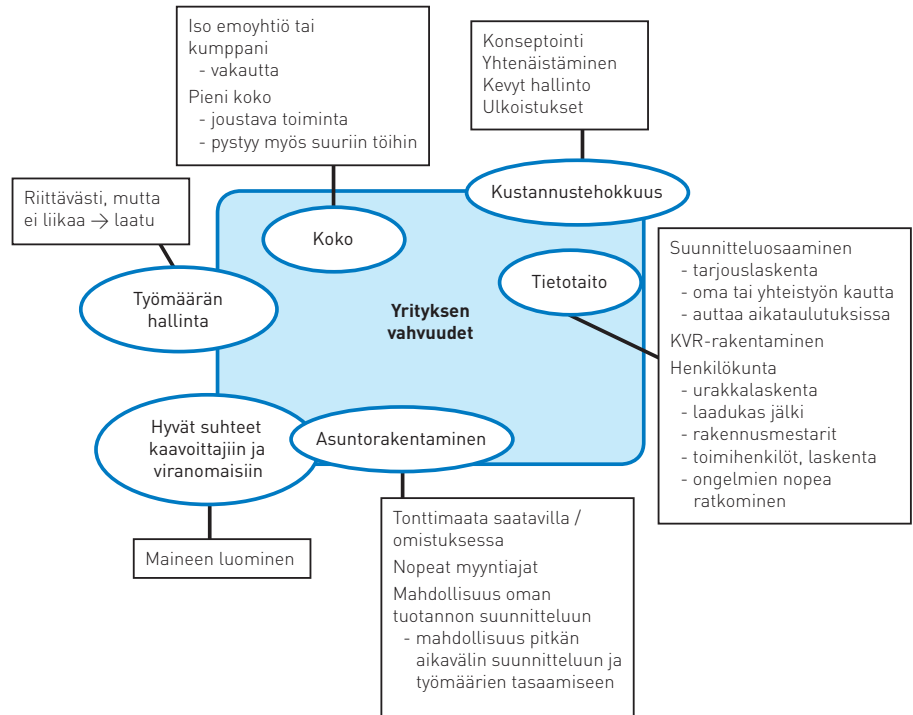 Iso emoyhtiö tai
kumppani
- vakautta
Pieni koko
- joustava toiminta
- pystyy myös suuriin töihin
Konseptointi
Yhtenäistäminen
Kevyt hallinto
Ulkoistukset
Riittävästi, mutta
ei liikaa → laatu
Kustannustehokkuus
Koko
Työmäärän
hallinta
Tietotaito
Yrityksen
vahvuudet
Suunnitteluosaaminen
- tarjouslaskenta
- oma tai yhteistyön kautta
- auttaa aikataulutuksissa
KVR-rakentaminen
Henkilökunta
- urakkalaskenta
- laadukas jälki
- rakennusmestarit
- toimihenkilöt, laskenta
- ongelmien nopea
ratkominen
Hyvät suhteet
kaavoittajiin ja
viranomaisiin
Asuntorakentaminen
Maineen luominen
Tonttimaata saatavilla /
omistuksessa
Nopeat myyntiajat
Mahdollisuus oman
tuotannon suunnitteluun
- mahdollisuus pitkän
aikavälin suunnitteluun ja
työmäärien tasaamiseen